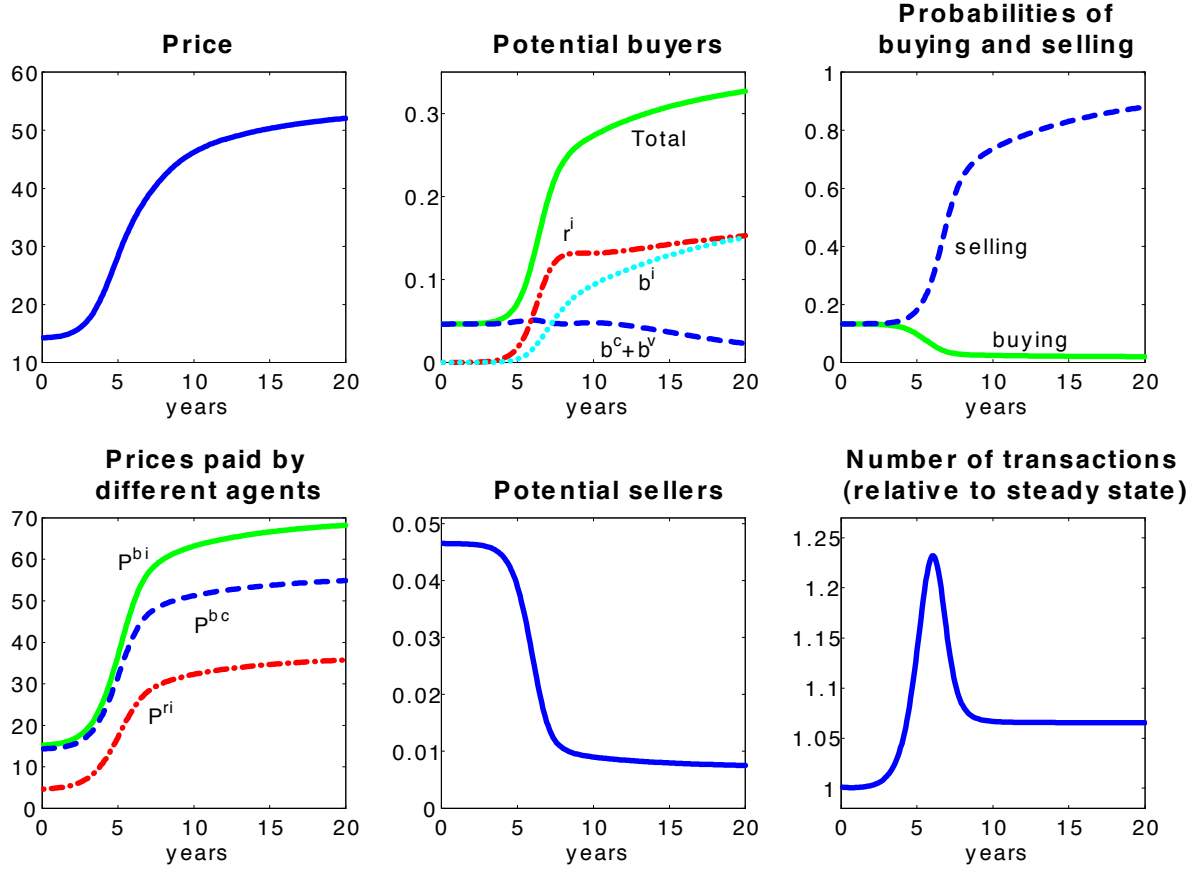 Price
60
50
40
30
20
10
0 5 10 15 20
years
Potential buyers
0.3
0.2
0.1
0
Total
r^i
b^i
b^c+b^v
0 5 10 15 20
years
Probabilities of
buying and selling
1
0.8
0.6
0.4
0.2
0
selling
buying
0 5 10 15 20
years
Prices paid by
different agents
70
60
50
40
30
20
10
0
P^bi
P^bc
P^ri
0 5 10 15 20
years
Potential sellers
0.05
0.04
0.03
0.02
0.01
0
0 5 10 15 20
years
Number of transactions
(relative to steady state)
1.25
1.2
1.15
1.1
1.05
1
0 5 10 15 20
years